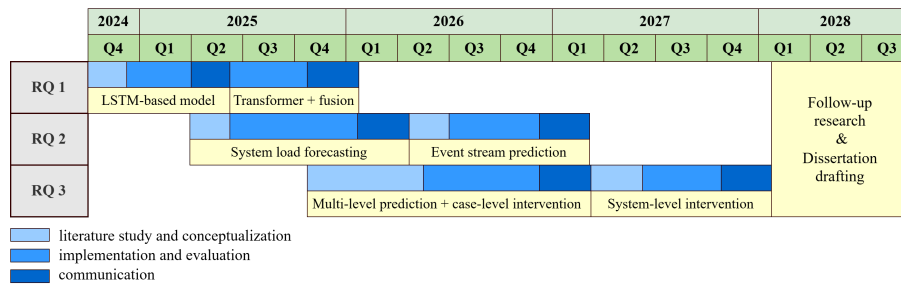 2024 2025 2026 2027 2028
Q4 Q1 Q2 Q3 Q4 Q1 Q2 Q3 Q4 Q1 Q2 Q3 Q4 Q1 Q2 Q3
RQ 1
LSTM-based model Transformer + fusion
RQ 2
System load forecasting Event stream prediction
RQ 3
Multi-level prediction + case-level intervention System-level intervention
Follow-up
research
&
Dissertation
drafting
literature study and conceptualization
implementation and evaluation
communication